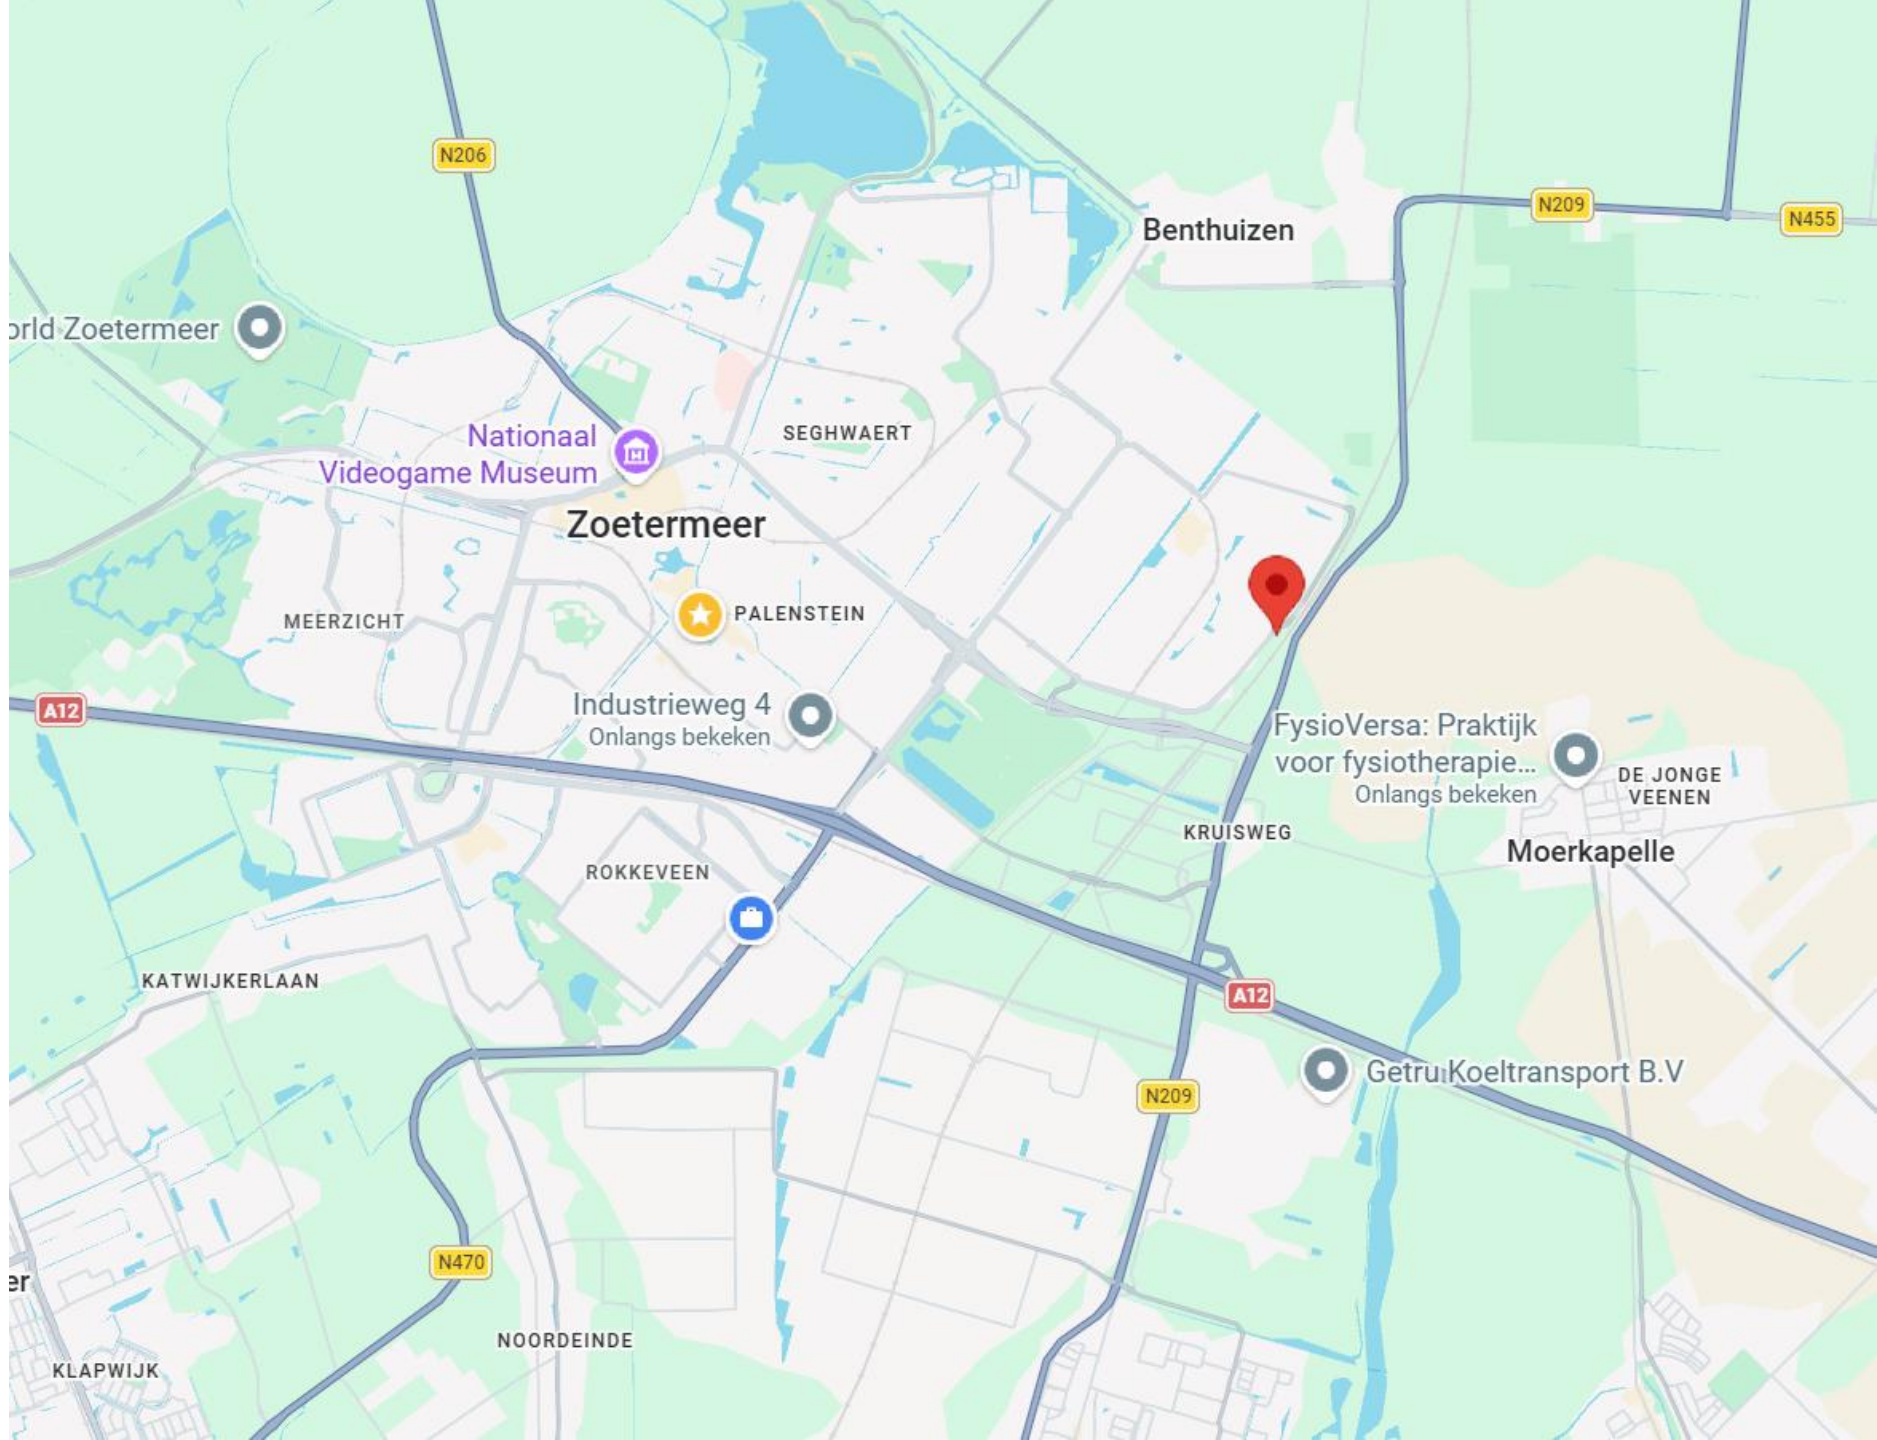 N206
N209
N455
Benthuizen
orld Zoetermeer
Nationaal
Videogame Museum
SEGHWAERT
Zoetermeer
MEERZICHT
PALENSTEIN
A12
Industrieweg 4
Onlangs bekeken
FysioVersa: Praktijk
voor fysiotherapie...
Onlangs bekeken
DE JONGE
VEENEN
KRUISWEG
Moerkapelle
ROKKEVEEN
KATWIJKERLAAN
A12
Getru Koeltransport B.V
N209
N470
er
NOORDEINDE
KLAPWIJK